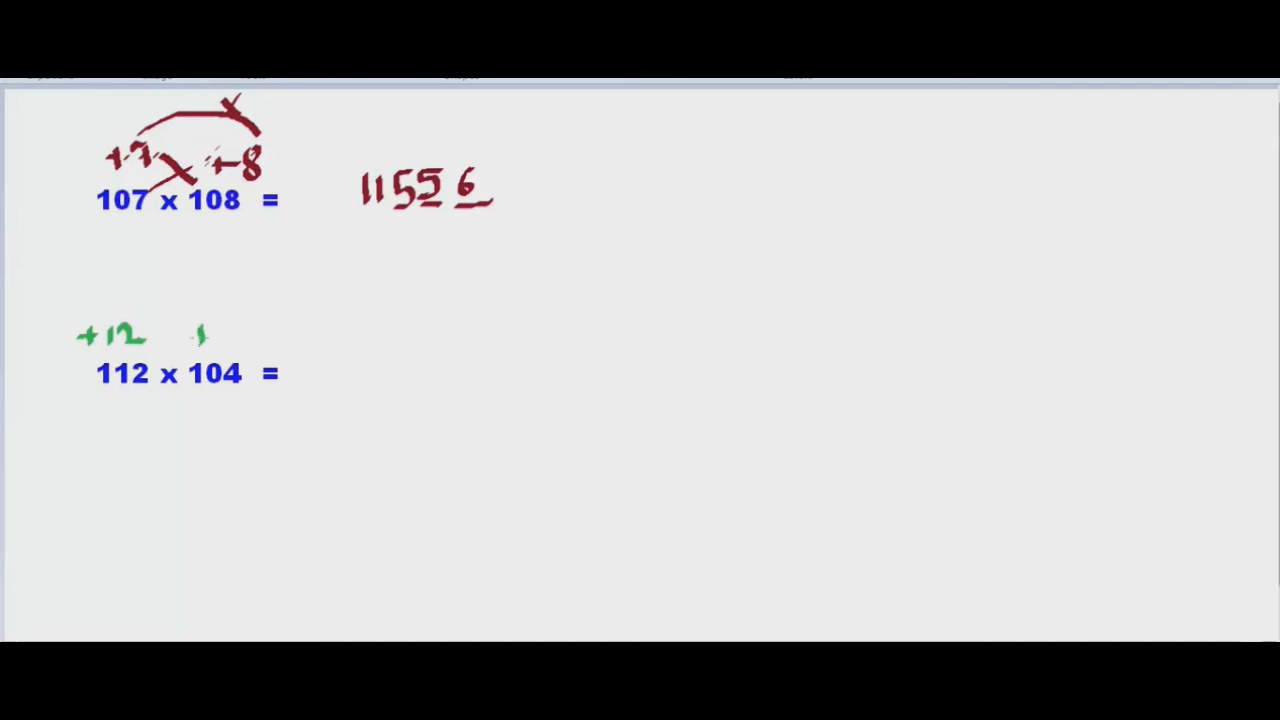 +7 x +8
107 x 108 = 11556
+12
112 x 104 =